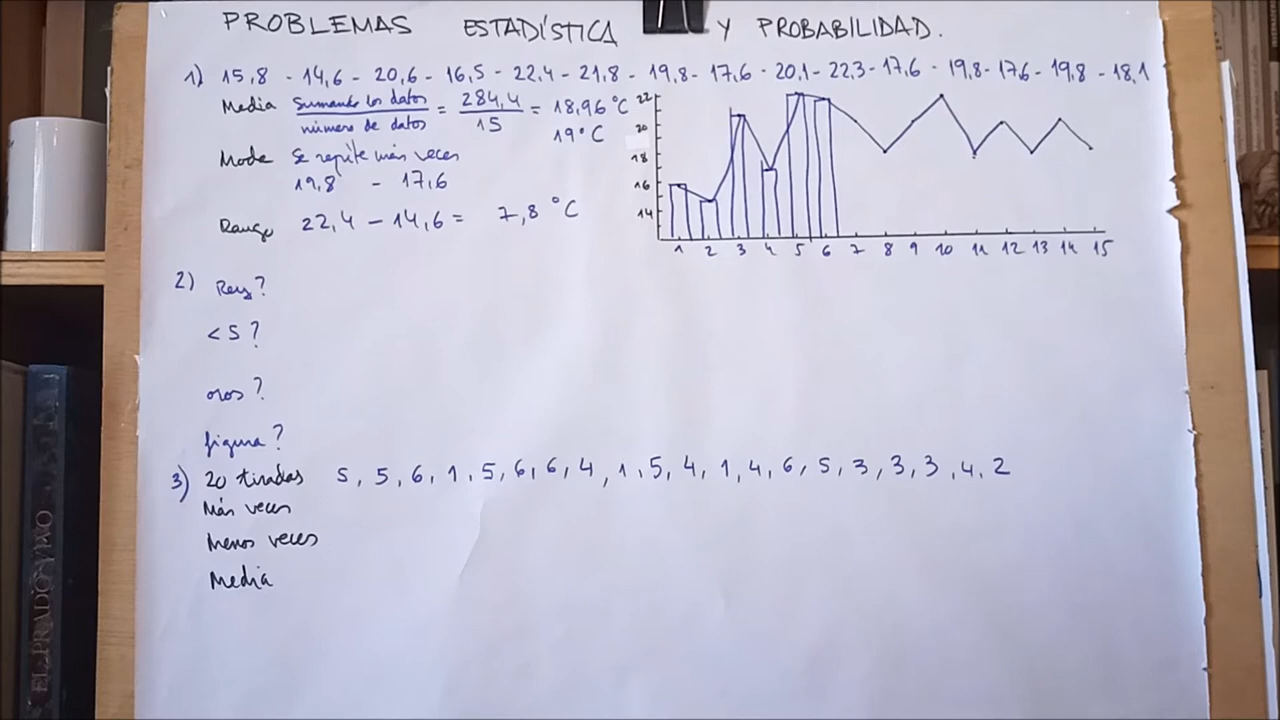 PROBLEMAS ESTADÍSTICA Y PROBABILIDAD.
1) 15,8 - 14,6 - 20,6 - 16,5 - 22,4 - 21,8 - 19,8 - 17,6 - 20,1 - 22,3 - 17,6 - 19,8 - 17,6 - 19,8 - 18,1
Media Sumando los datos / número de datos = 284,4 / 15 = 18,96 °C
19°C
Moda Se repite más veces
19,8 - 17,6
Rango 22,4 - 14,6 = 7,8 °C
22
20
18
16
14
1 2 3 4 5 6 7 8 9 10 11 12 13 14 15
2) Rey?
< 5?
oros?
figura?
3) 20 tiradas 5, 5, 6, 1, 5, 6, 6, 4, 1, 5, 4, 1, 4, 6, 5, 3, 3, 3, 4, 2
Más veces
Menos veces
Media
EL PRADO VIVO